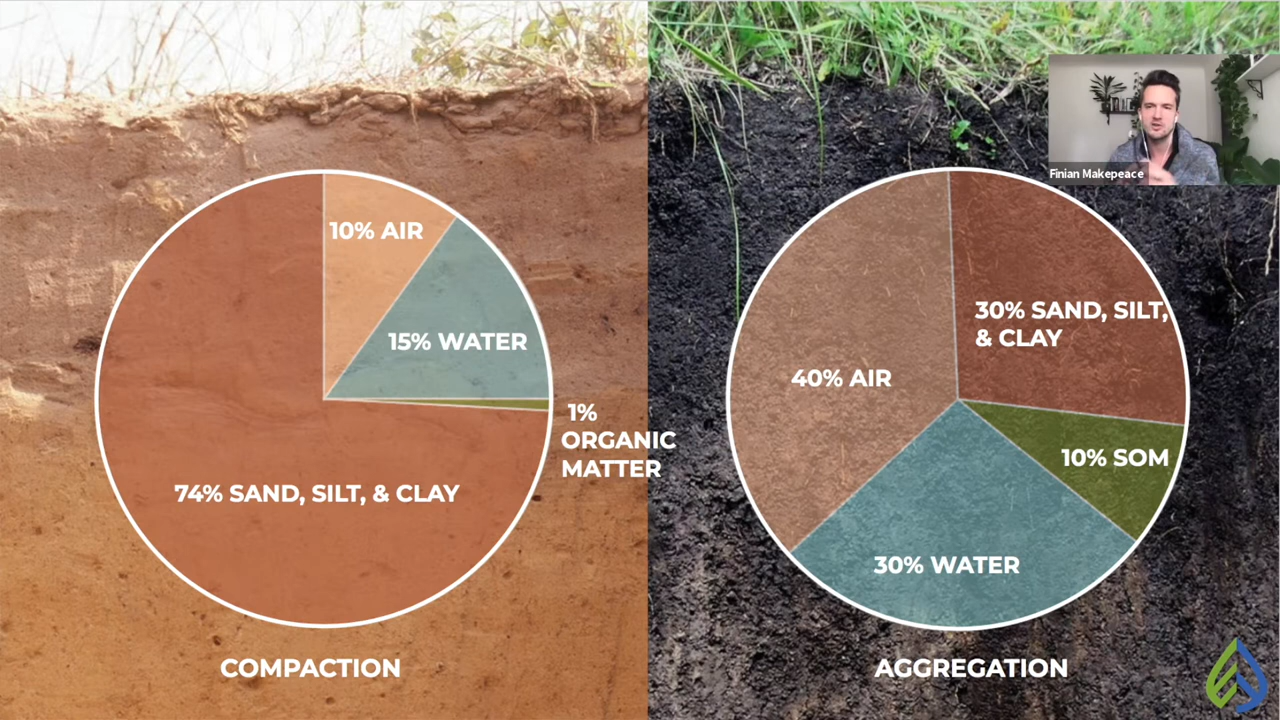 10% AIR
15% WATER
1%
ORGANIC
MATTER
74% SAND, SILT, & CLAY
COMPACTION
Finian Makepeace
30% SAND, SILT,
& CLAY
40% AIR
10% SOM
30% WATER
AGGREGATION